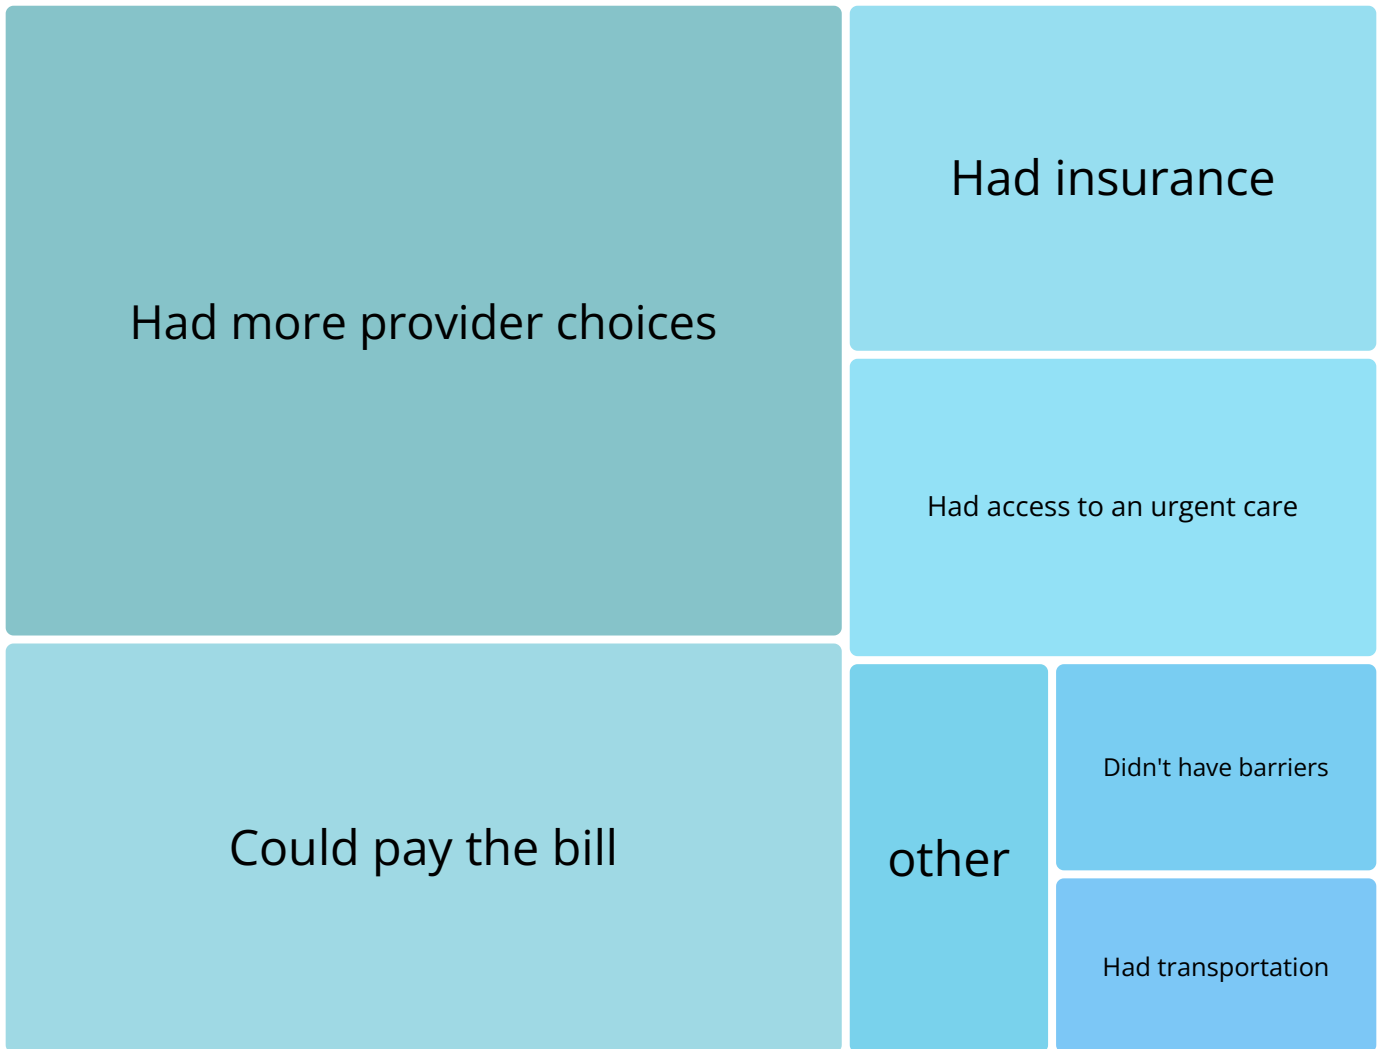 Had more provider choices
Could pay the bill
Had insurance
Had access to an urgent care
other
Didn't have barriers
Had transportation